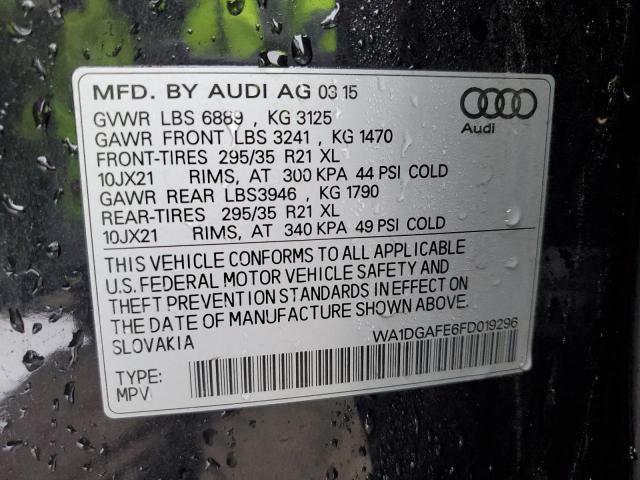 MFD. BY AUDI AG 03 15
GVWR LBS 6889 , KG 3125
GAWR FRONT LBS 3241 , KG 1470
FRONT-TIRES 295/35 R21 XL
10JX21 RIMS, AT 300 KPA 44 PSI COLD
GAWR REAR LBS3946 , KG 1790
REAR-TIRES 295/35 R21 XL
10JX21 RIMS, AT 340 KPA 49 PSI COLD
Audi
THIS VEHICLE CONFORMS TO ALL APPLICABLE
U.S. FEDERAL MOTOR VEHICLE SAFETY AND
THEFT PREVENTION STANDARDS IN EFFECT ON
THE DATE OF MANUFACTURE SHOWN ABOVE.
SLOVAKIA
WA1DGAFE6FD019296
TYPE:
MPV